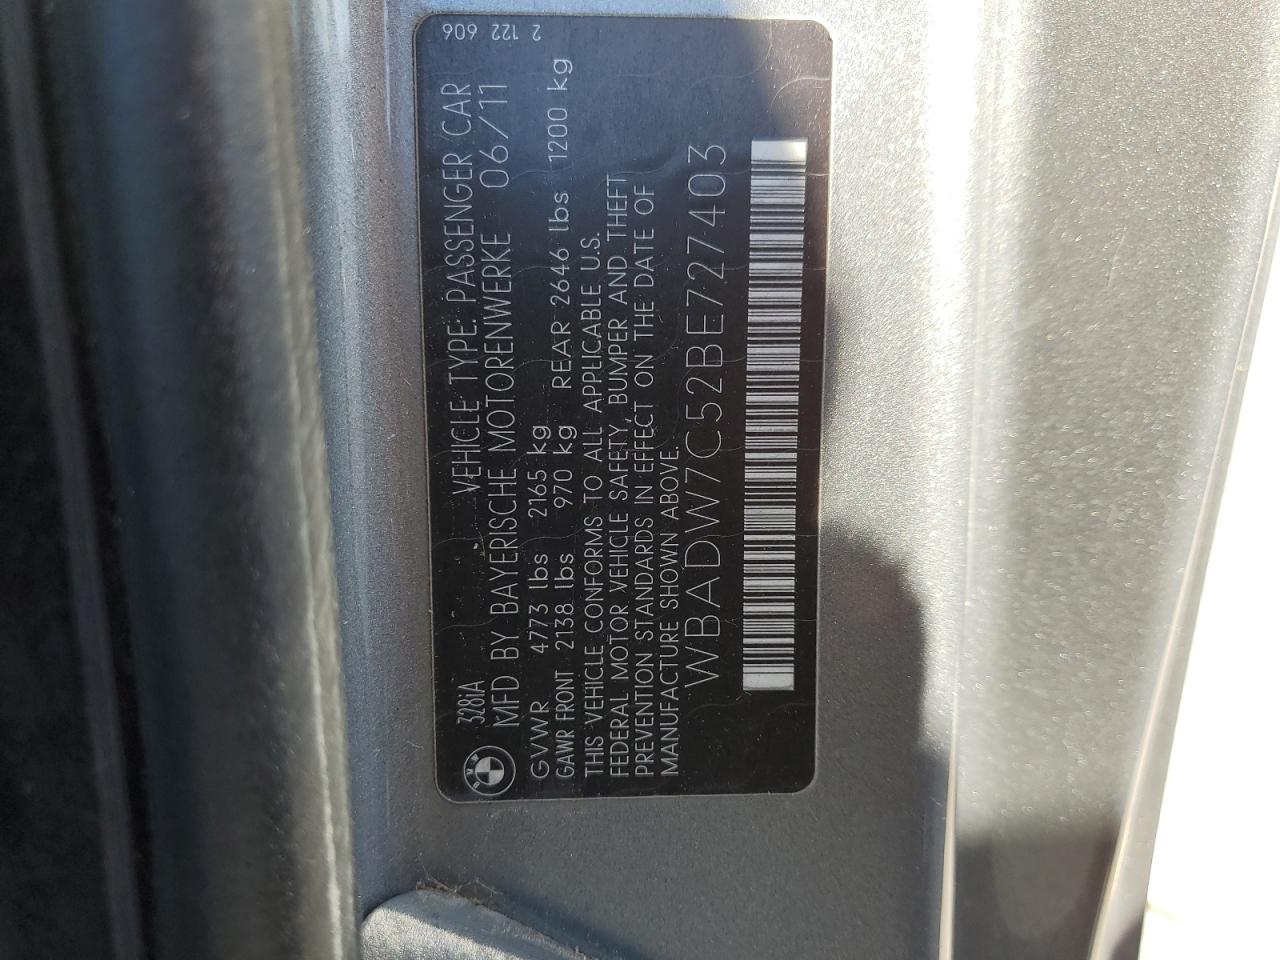 328iA VEHICLE TYPE: PASSENGER CAR
MFD BY BAYERISCHE MOTORENWERKE 06/11
GVWR 4773 lbs 2165 kg
GAWR FRONT 2138 lbs 970 kg REAR 2646 lbs 1200 kg
THIS VEHICLE CONFORMS TO ALL APPLICABLE U.S.
FEDERAL MOTOR VEHICLE SAFETY, BUMPER AND THEFT
PREVENTION STANDARDS IN EFFECT ON THE DATE OF
MANUFACTURE SHOWN ABOVE.
WBADW7C52BE727403
2 122 606